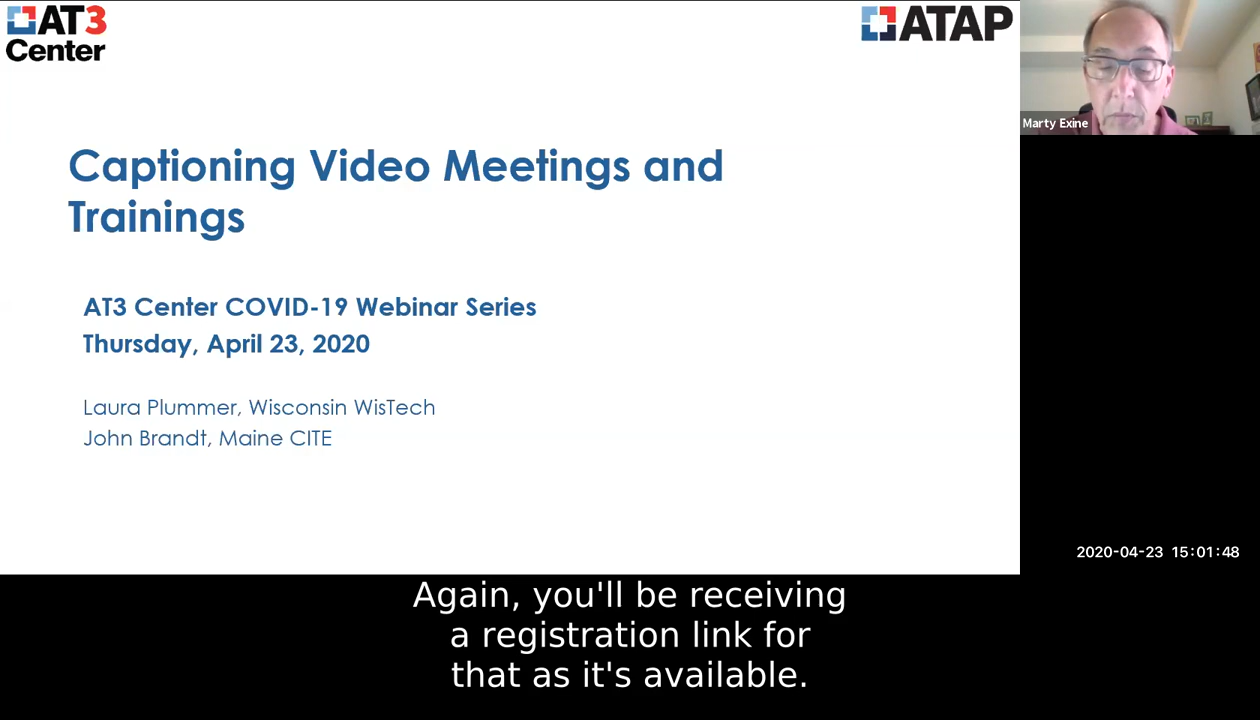 AT3
Center
ATAP
Marty Exine
Captioning Video Meetings and
Trainings
AT3 Center COVID-19 Webinar Series
Thursday, April 23, 2020
Laura Plummer, Wisconsin WisTech
John Brandt, Maine CITE
2020-04-23 15:01:48
Again, you'll be receiving
a registration link for
that as it's available.